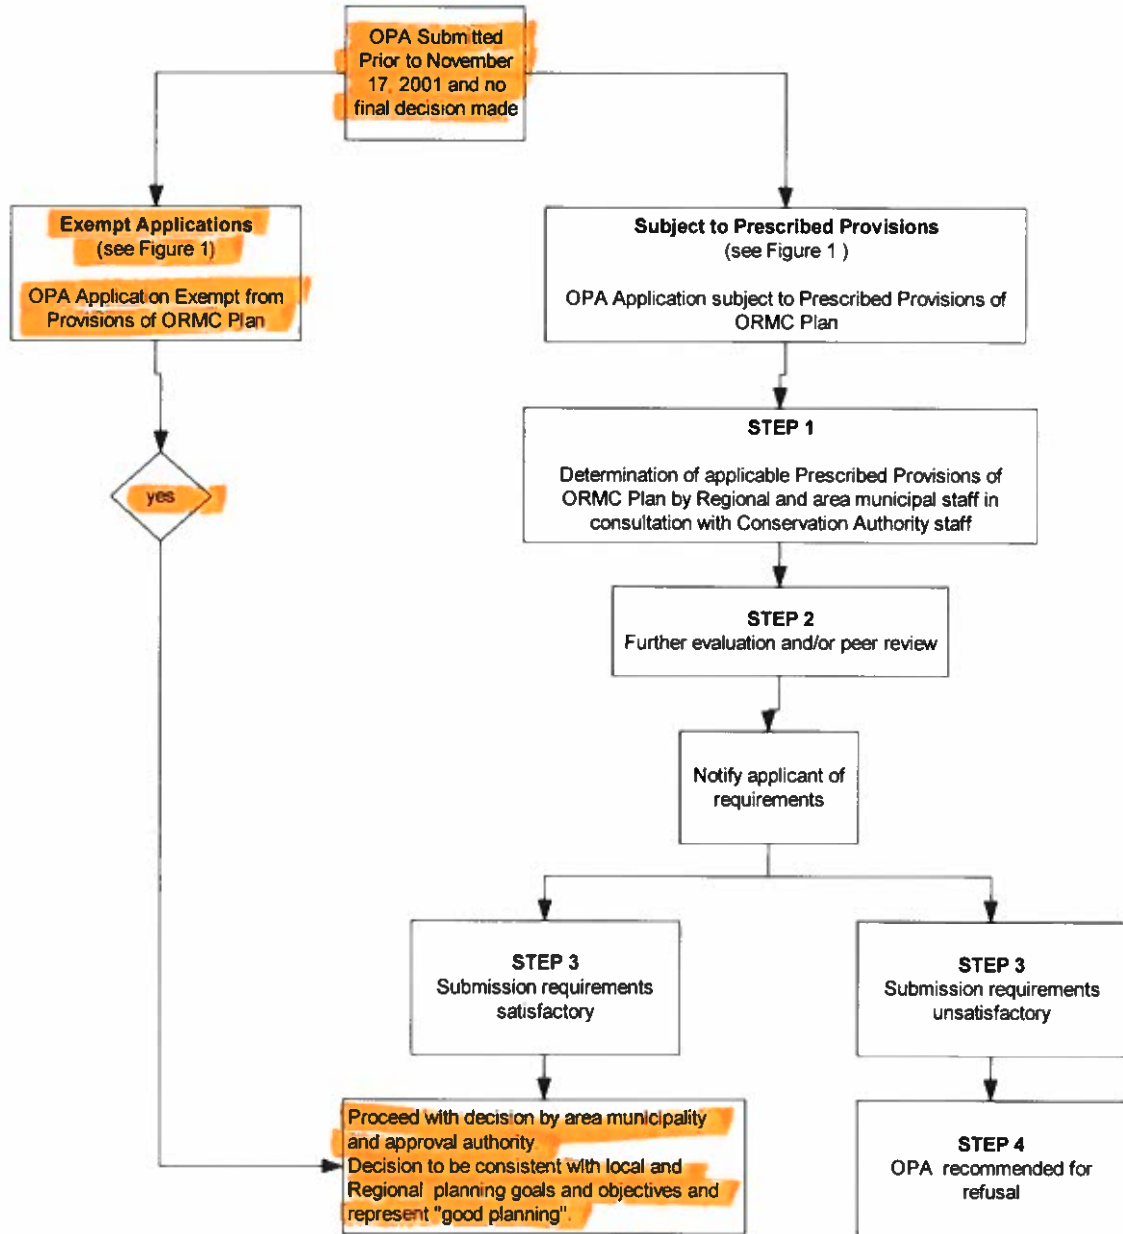 OPA Submitted
Prior to November
17, 2001 and no
final decision made
Exempt Applications
(see Figure 1)
OPA Application Exempt from
Provisions of ORMC Plan
Subject to Prescribed Provisions
(see Figure 1 )
OPA Application subject to Prescribed Provisions of
ORMC Plan
yes
STEP 1
Determination of applicable Prescribed Provisions of
ORMC Plan by Regional and area municipal staff in
consultation with Conservation Authority staff
STEP 2
Further evaluation and/or peer review
Notify applicant of
requirements
STEP 3
Submission requirements
satisfactory
STEP 3
Submission requirements
unsatisfactory
Proceed with decision by area municipality
and approval authority.
Decision to be consistent with local and
Regional planning goals and objectives and
represent "good planning".
STEP 4
OPA recommended for
refusal